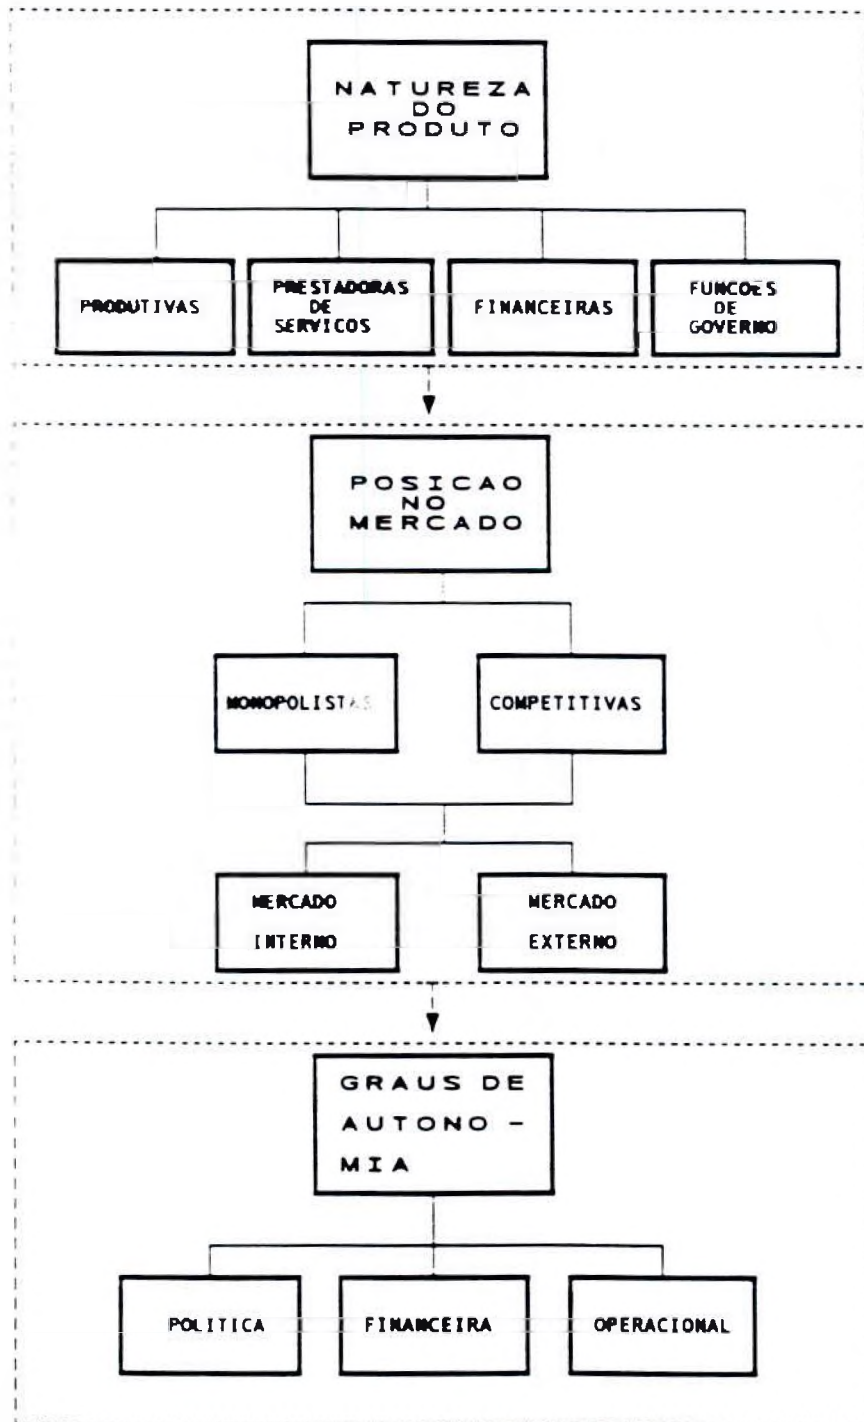 NATUREZA
DO
PRODUTO
PRODUTIVAS
PRESTADORAS
DE
SERVICOS
FINANCEIRAS
FUNCOES
DE
GOVERNO
POSICAO
NO
MERCADO
MONOPOLISTAS
COMPETITIVAS
MERCADO
INTERNO
MERCADO
EXTERNO
GRAUS DE
AUTONO -
MIA
POLITICA
FINANCEIRA
OPERACIONAL